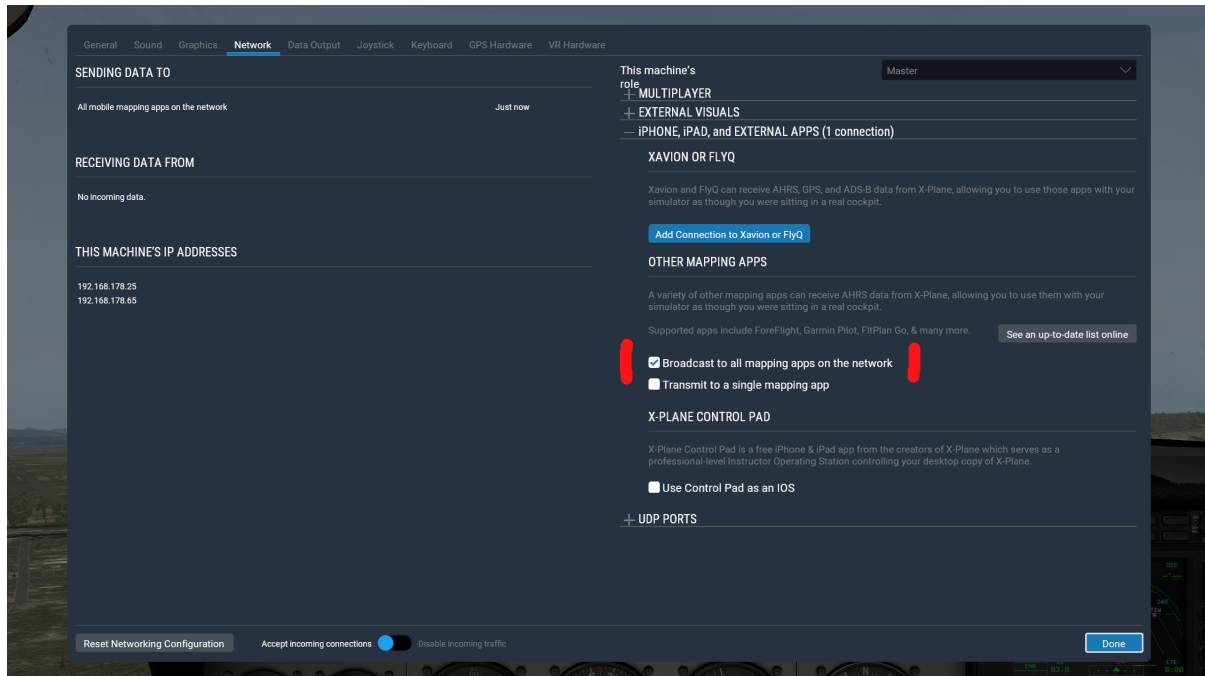 General Sound Graphics Network Data Output Joystick Keyboard GPS Hardware VR Hardware
SENDING DATA TO
All mobile mapping apps on the network Just now
RECEIVING DATA FROM
No incoming data.
THIS MACHINE'S IP ADDRESSES
192.168.178.25
192.168.178.65
This machine's
role
Master
MULTIPLAYER
EXTERNAL VISUALS
iPHONE, iPAD, and EXTERNAL APPS (1 connection)
XAVION OR FLYQ
Xavion and FlyQ can receive AHRS, GPS, and ADS-B data from X-Plane, allowing you to use those apps with your
simulator as though you were sitting in a real cockpit.
Add Connection to Xavion or FlyQ
OTHER MAPPING APPS
A variety of other mapping apps can receive AHRS data from X-Plane, allowing you to use them with your
simulator as though you were sitting in a real cockpit.
Supported apps include ForeFlight, Garmin Pilot, FltPlan Go, & many more.
See an up-to-date list online
Broadcast to all mapping apps on the network
Transmit to a single mapping app
X-PLANE CONTROL PAD
X-Plane Control Pad is a free iPhone & iPad app from the creators of X-Plane which serves as a
professional-level Instructor Operating Station controlling your desktop copy of X-Plane.
Use Control Pad as an IOS
UDP PORTS
Reset Networking Configuration Accept incoming connections Disable incoming traffic Done